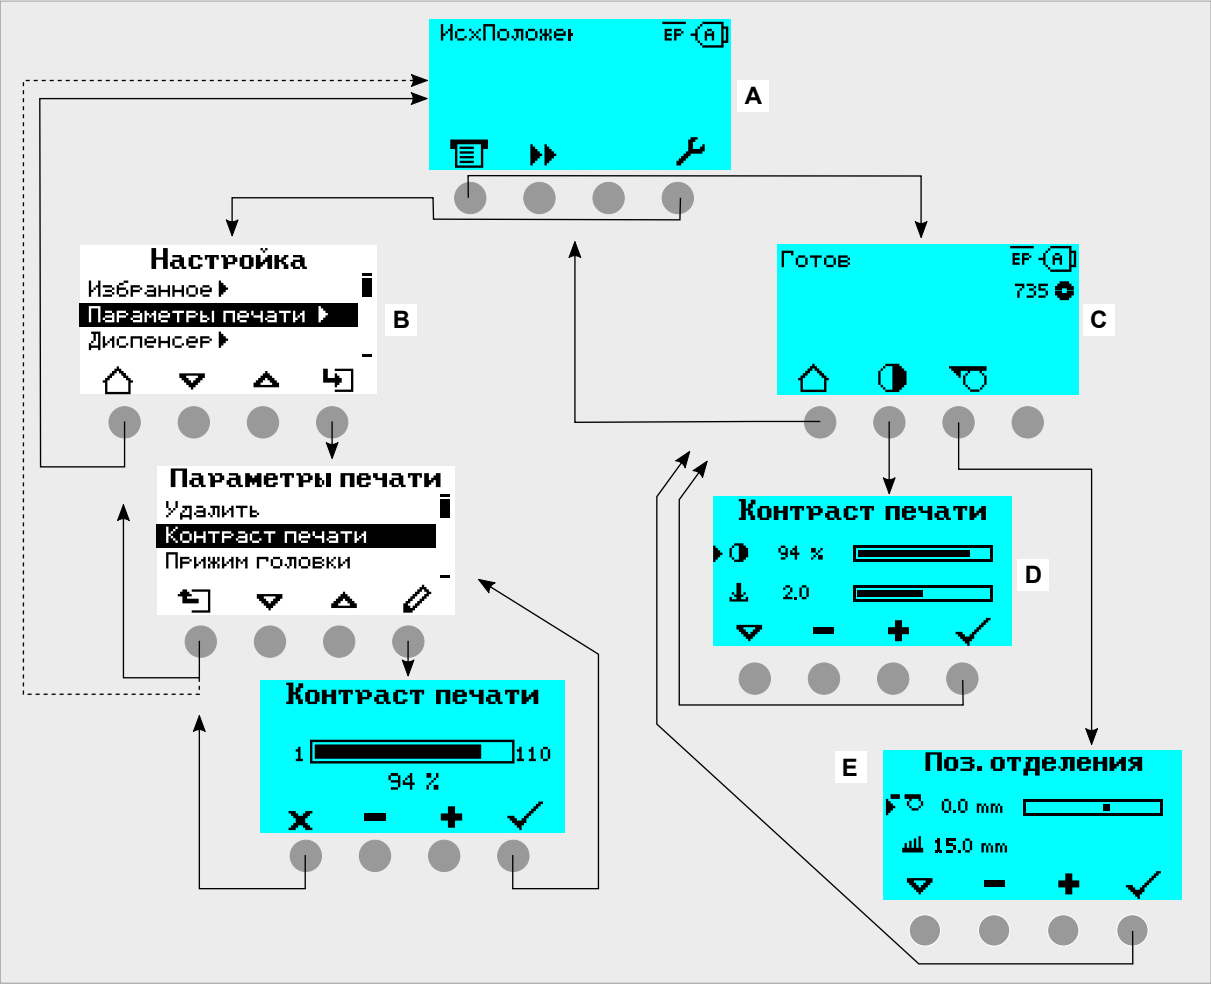 ИсхПоложен
EP
A
A
Настройка
Избранное
Параметры печати
Диспенсер
B
Готов
EP
A
735
C
Параметры печати
Удалить
Контраст печати
Прижим головки
Контраст печати
94 %
2.0
D
Контраст печати
1
110
94 %
E
Поз. отделения
0.0 mm
15.0 mm